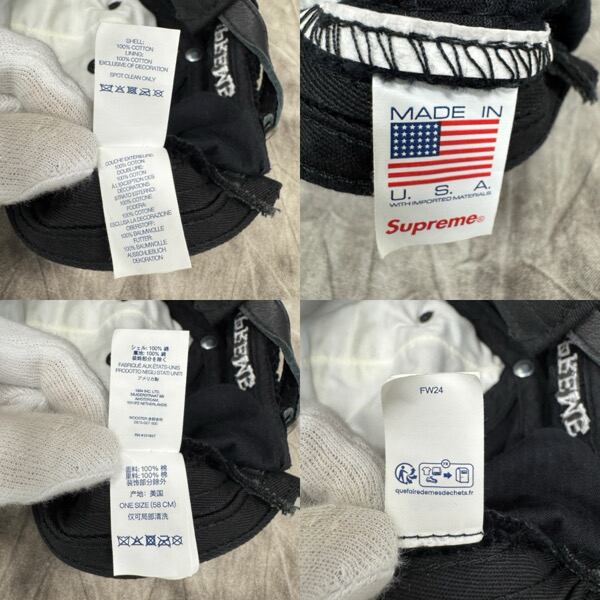 SHELL:
100% COTTON
LINING:
100% COTTON
EXCLUSIVE OF DECORATION
SPOT CLEAN ONLY
COUCHE EXTÉRIEURE:
100% COTON
DOUBLURE:
100% COTON
À L'EXCEPTION DES
DÉCORATIONS
STRATO ESTERNO:
100% COTONE
FODERA:
100% COTONE
ESCLUSA LA DECORAZIONE
OBERSTOFF:
100% BAUMWOLLE
FUTTER:
100% BAUMWOLLE
AUSSCHLIEßLICH
DEKORATION
MADE IN
U. S. A.
WITH IMPORTED MATERIALS
Supreme®
シェル: 100% 綿
裏地: 100% 綿
装飾部分を除く
FABRIQUÉ AUX ÉTATS-UNIS
PRODOTTO NEGLI STATI UNITI
アメリカ製
AMSTERDAM,
NETHERLANDS
面料: 100% 棉
里料: 100% 棉
装饰部分除外
产地: 美国
ONE SIZE (58 CM)
仅可局部清洗
FW24
FR
quefairedemesdechets.fr